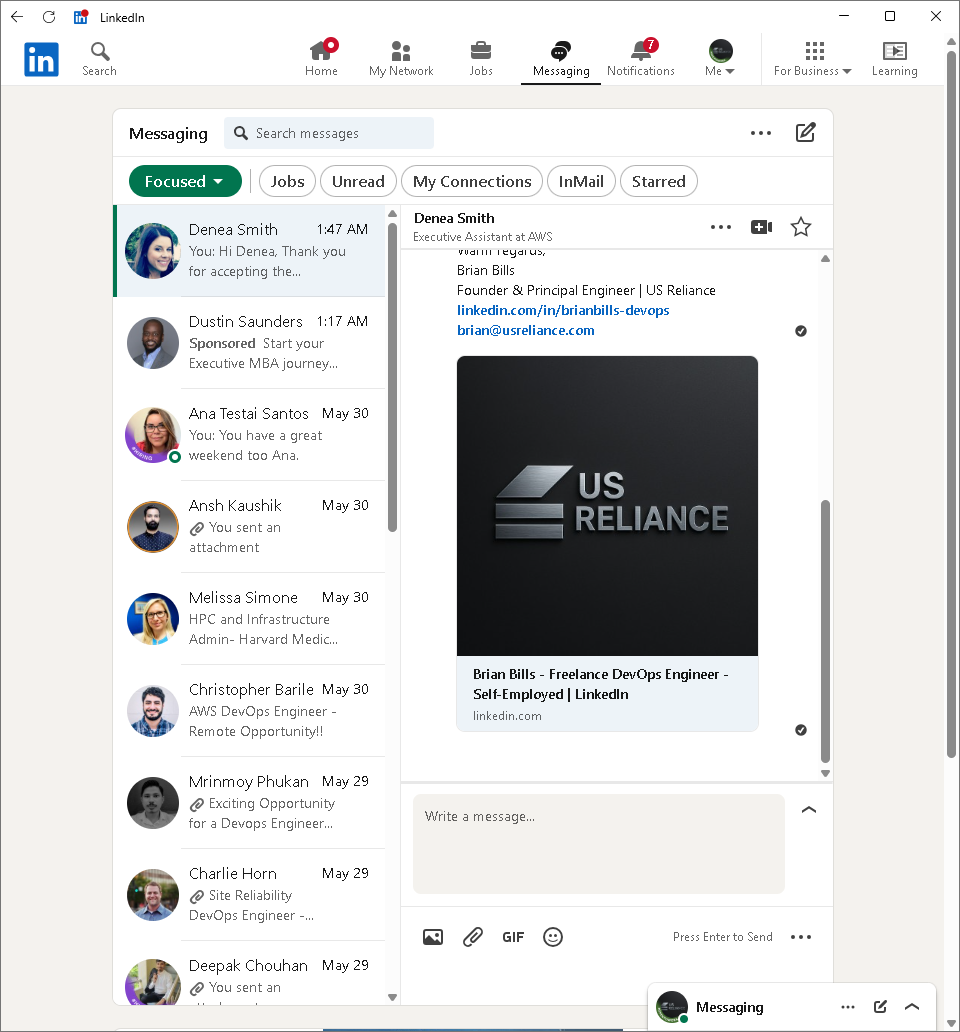 LinkedIn
in
Search
Home
My Network
Jobs
Messaging
7
Notifications
Me
For Business
Learning
Messaging
Search messages
Focused
Jobs
Unread
My Connections
InMail
Starred
Denea Smith 1:47 AM
You: Hi Denea, Thank you
for accepting the...
Dustin Saunders 1:17 AM
Sponsored Start your
Executive MBA journey...
Ana Testai Santos May 30
You: You have a great
weekend too Ana.
Ansh Kaushik May 30
You sent an
attachment
Melissa Simone May 30
HPC and Infrastructure
Admin- Harvard Medic...
Christopher Barile May 30
AWS DevOps Engineer -
Remote Opportunity!!
Mrinmoy Phukan May 29
Exciting Opportunity
for a Devops Engineer...
Charlie Horn May 29
Site Reliability
DevOps Engineer -...
Deepak Chouhan May 29
You sent an
Denea Smith
Executive Assistant at AWS
Warm regards,
Brian Bills
Founder & Principal Engineer | US Reliance
linkedin.com/in/brianbills-devops
brian@usreliance.com
US
RELIANCE
Brian Bills - Freelance DevOps Engineer -
Self-Employed | LinkedIn
linkedin.com
Write a message...
GIF
Press Enter to Send
Messaging